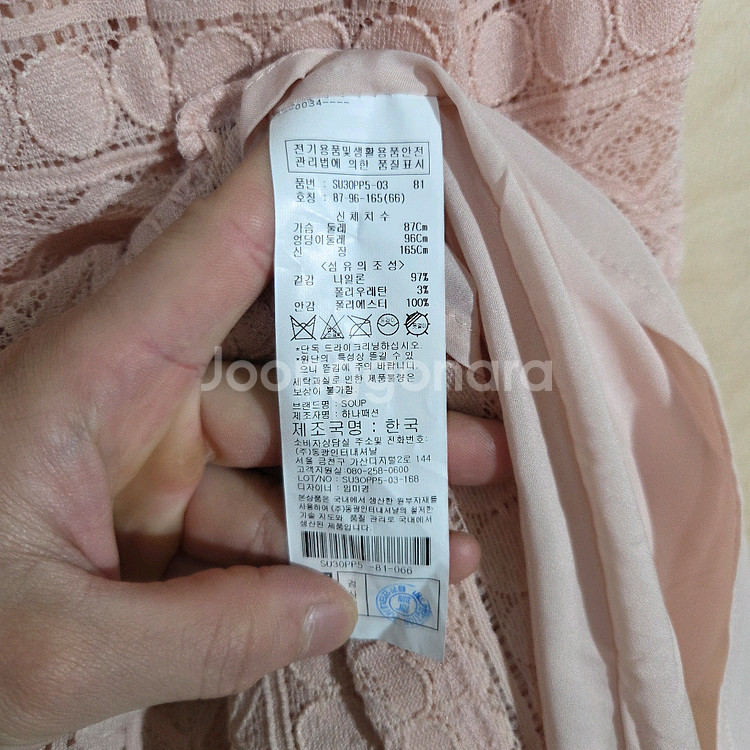 --0034----
전기용품및생활용품안전
관리법에 의한 품질표시
품번 : SU3OPP5-03 81
호칭 : 87-96-165(66)
신체치수
가슴 둘레 87Cm
엉덩이둘레 96Cm
신 장 165Cm
<섬유의조성>
겉감 나일론 97%
폴리우레탄 3%
안감 폴리에스터 100%
*단독 드라이크리닝하십시오.
*원단의 특성상 뜯길 수 있
으니 뜯김에 주의 바랍니다.
세탁과실로 인한 제품불량은
보상이 불가함
브랜드명 : SOUP
제조자명 : 하나패션
제조국명 : 한국
소비자상담실 주소및 전화번호:
(주)동광인터내셔날
서울 금천구 가산디지털2로 144
고객지원실:080-258-0600
LOT/NO : SU3OPP5-03-168
디자이너 : 임미경
본상품은 국내에서 생산한 원부자재를
사용하여 (주)동광인터내셔날의 철저한
기술 지도와 품질 관리로 국내에서
생산된 제품입니다.
SU3OPP5 -81-066
검
사
Joonggonara